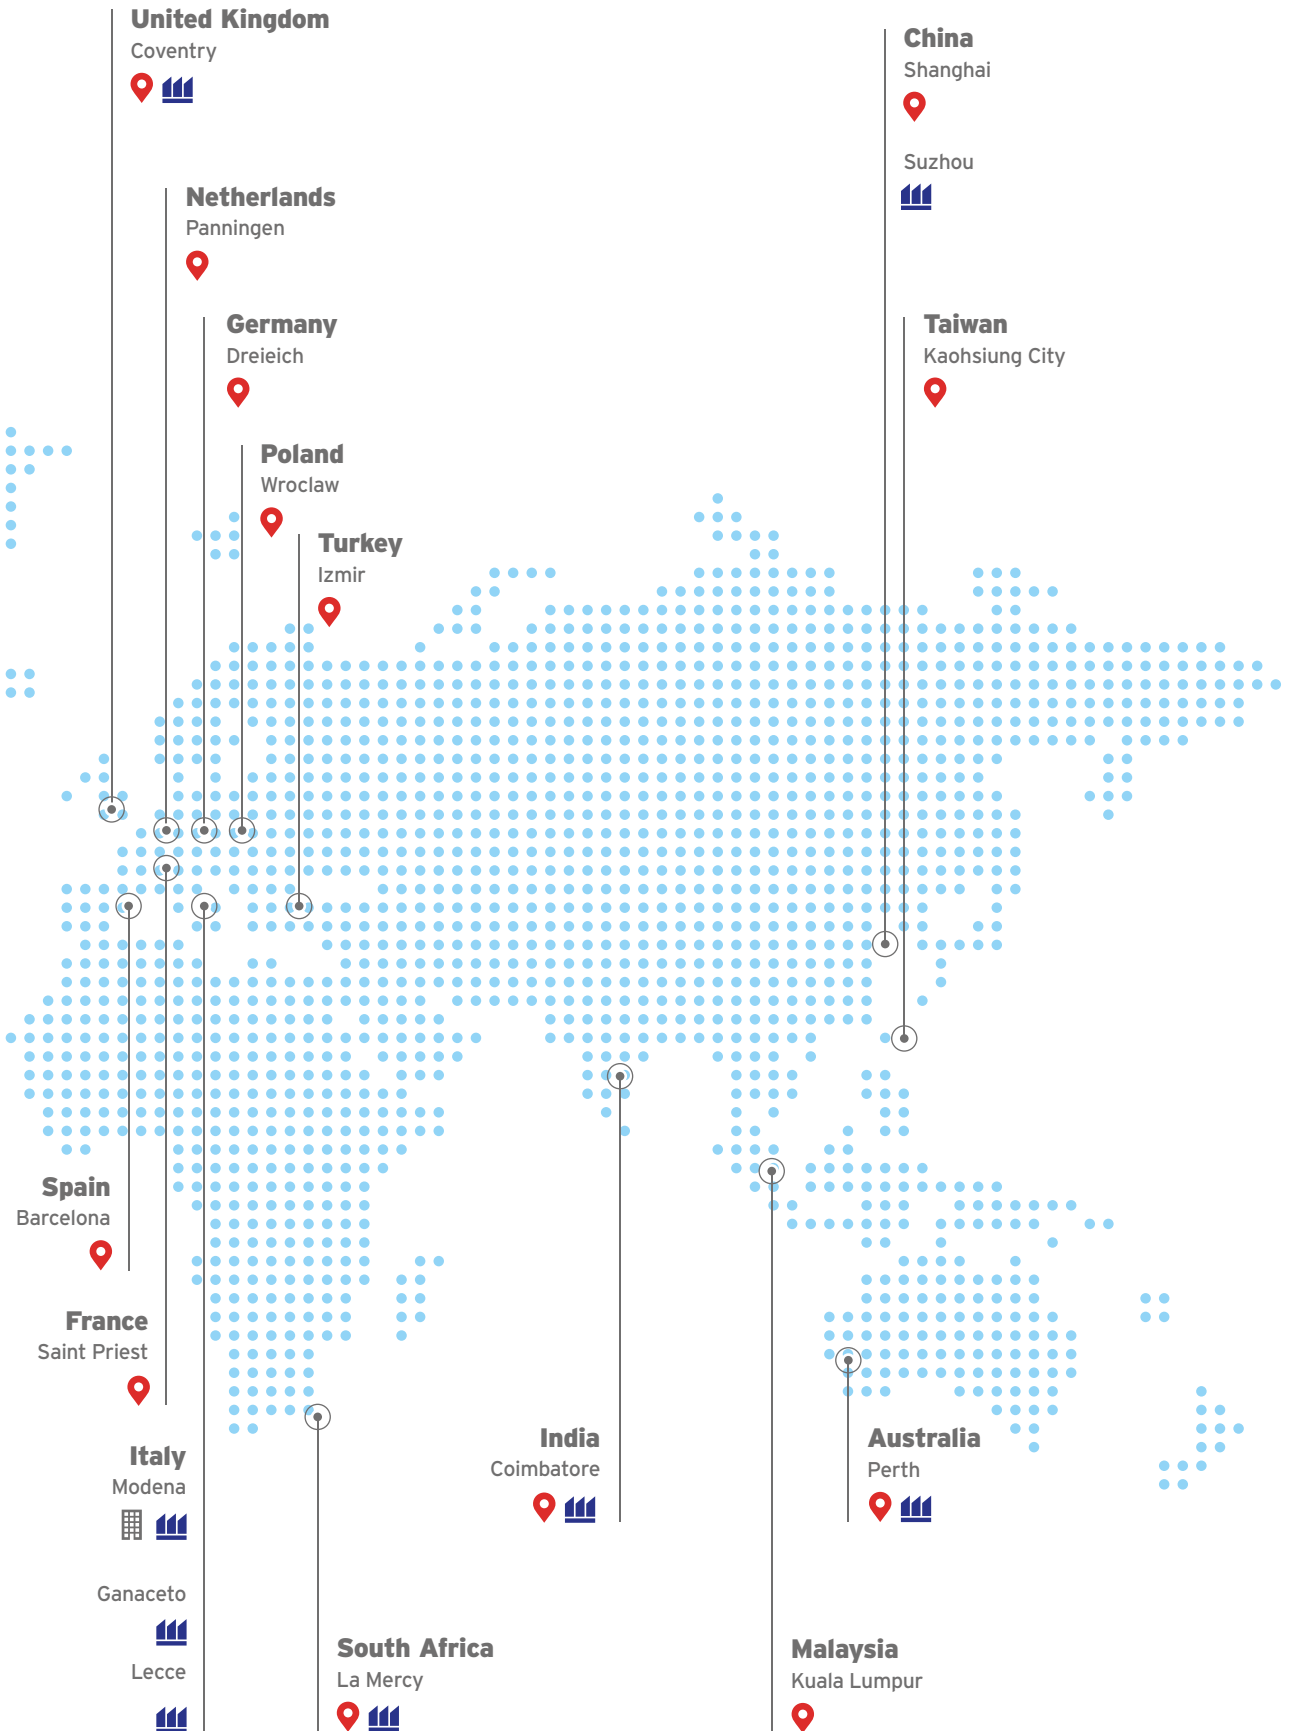 United Kingdom
Coventry
China
Shanghai
Suzhou
Netherlands
Panningen
Germany
Dreieich
Taiwan
Kaohsiung City
Poland
Wroclaw
Turkey
Izmir
Spain
Barcelona
France
Saint Priest
Italy
Modena
Ganaceto
Lecce
India
Coimbatore
Australia
Perth
South Africa
La Mercy
Malaysia
Kuala Lumpur